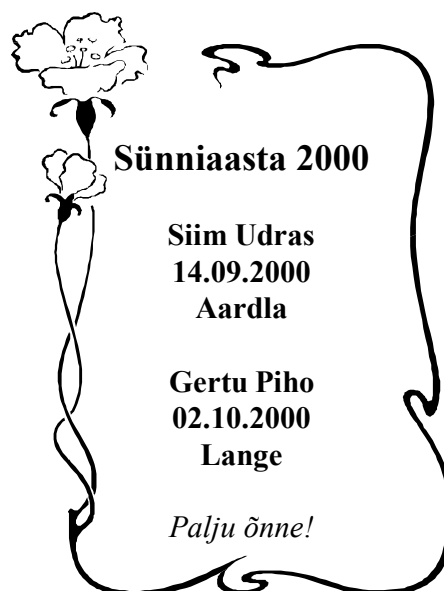 Sünniaasta 2000
Siim Udras
14.09.2000
Aardla
Gertu Piho
02.10.2000
Lange
Palju õnne!